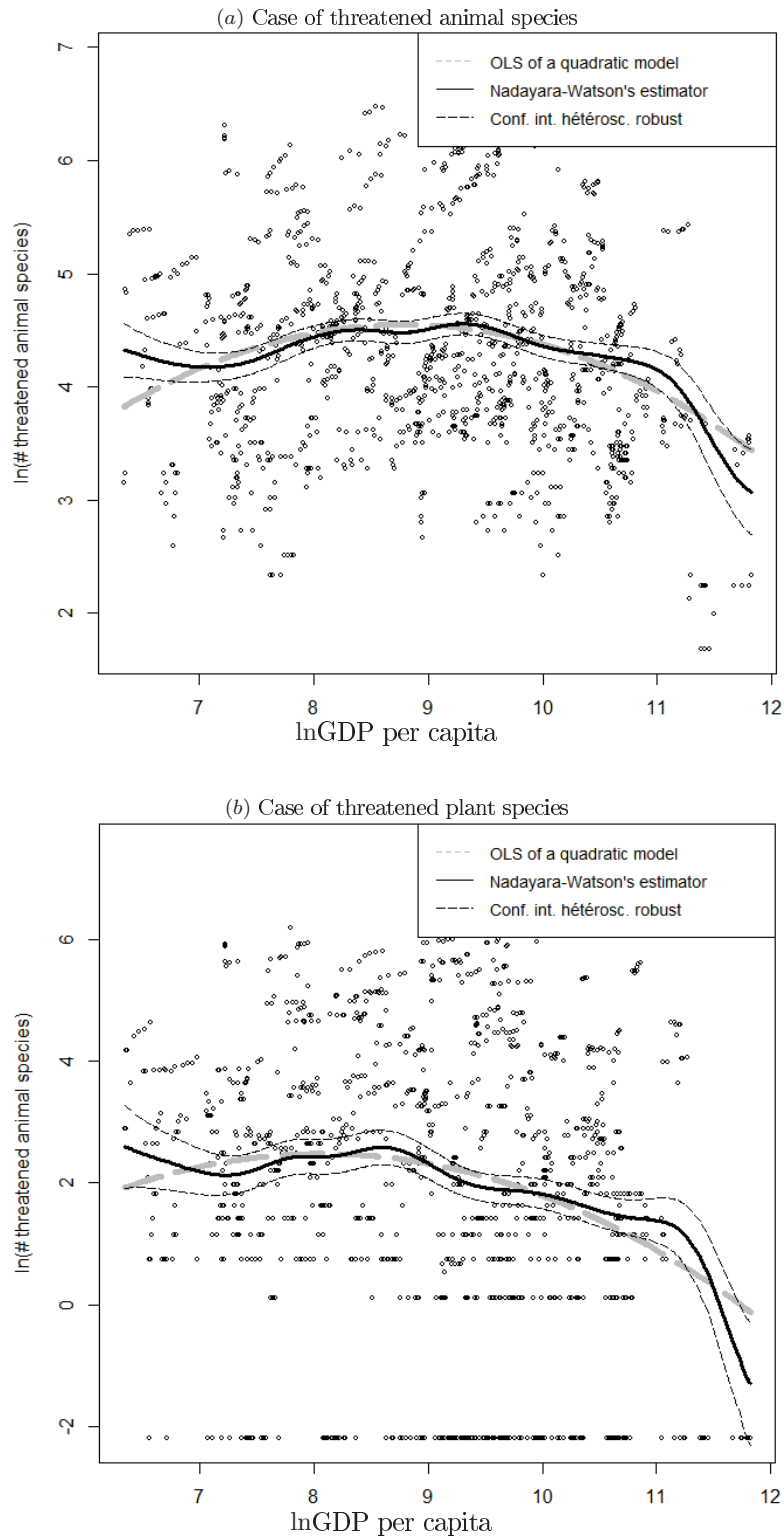 (a) Case of threatened animal species
OLS of a quadratic model
Nadayara-Watson's estimator
Conf. int. hétérosc. robust
ln(# threatened animal species)
7
6
5
4
3
2
7 8 9 10 11 12
lnGDP per capita
(b) Case of threatened plant species
OLS of a quadratic model
Nadayara-Watson's estimator
Conf. int. hétérosc. robust
ln(# threatened animal species)
6
4
2
0
-2
7 8 9 10 11 12
lnGDP per capita